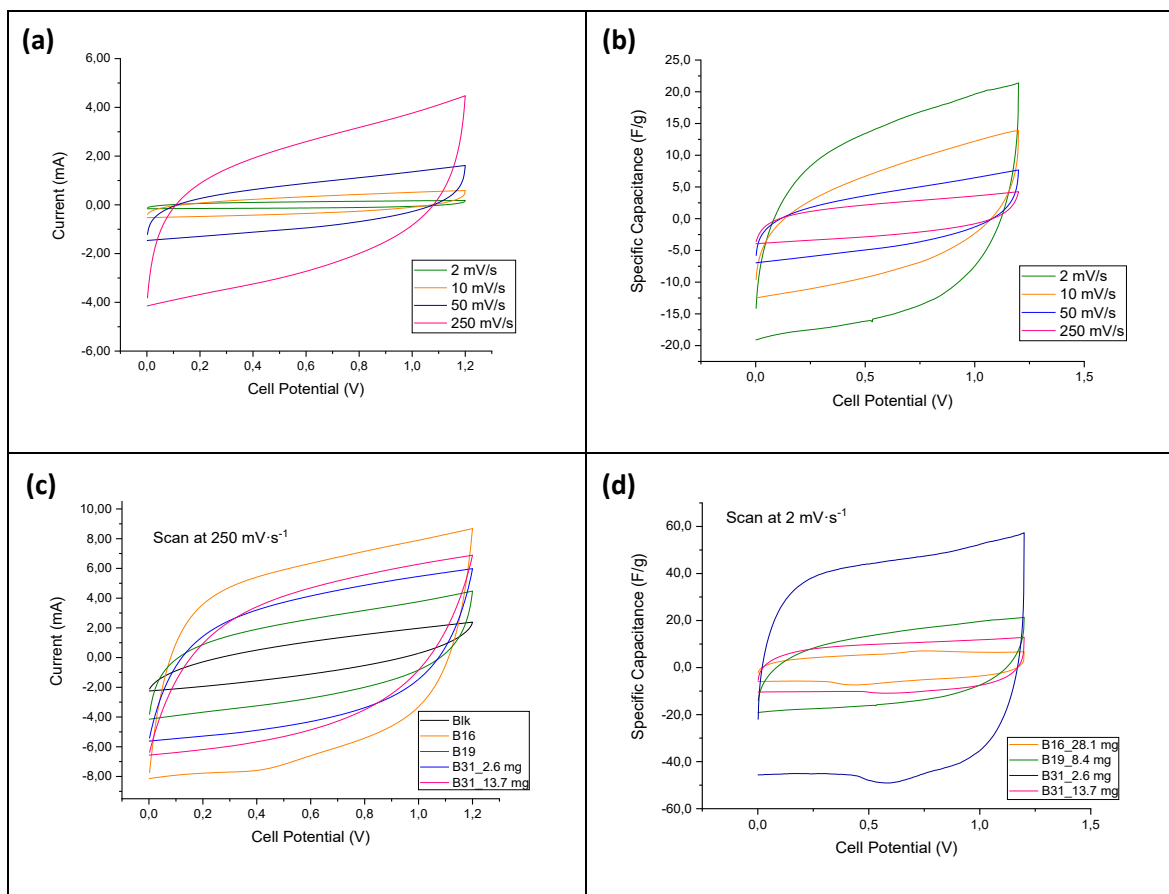 (a)
6,00
4,00
2,00
0,00
-2,00
-4,00
-6,00
Current (mA)
0,0 0,2 0,4 0,6 0,8 1,0 1,2
Cell Potential (V)
2 mV/s
10 mV/s
50 mV/s
250 mV/s
(b)
25,0
20,0
15,0
10,0
5,0
0,0
-5,0
-10,0
-15,0
-20,0
Specific Capacitance (F/g)
0,0 0,5 1,0 1,5
Cell Potential (V)
2 mV/s
10 mV/s
50 mV/s
250 mV/s
(c)
Scan at 250 mV·s-1
10,00
8,00
6,00
4,00
2,00
0,00
-2,00
-4,00
-6,00
-8,00
Current (mA)
0,0 0,2 0,4 0,6 0,8 1,0 1,2
Cell Potential (V)
Blk
B16
B19
B31_2.6 mg
B31_13.7 mg
(d)
Scan at 2 mV·s-1
60,0
40,0
20,0
0,0
-20,0
-40,0
-60,0
Specific Capacitance (F/g)
0,0 0,5 1,0 1,5
Cell Potential (V)
B16_28.1 mg
B19_8.4 mg
B31_2.6 mg
B31_13.7 mg